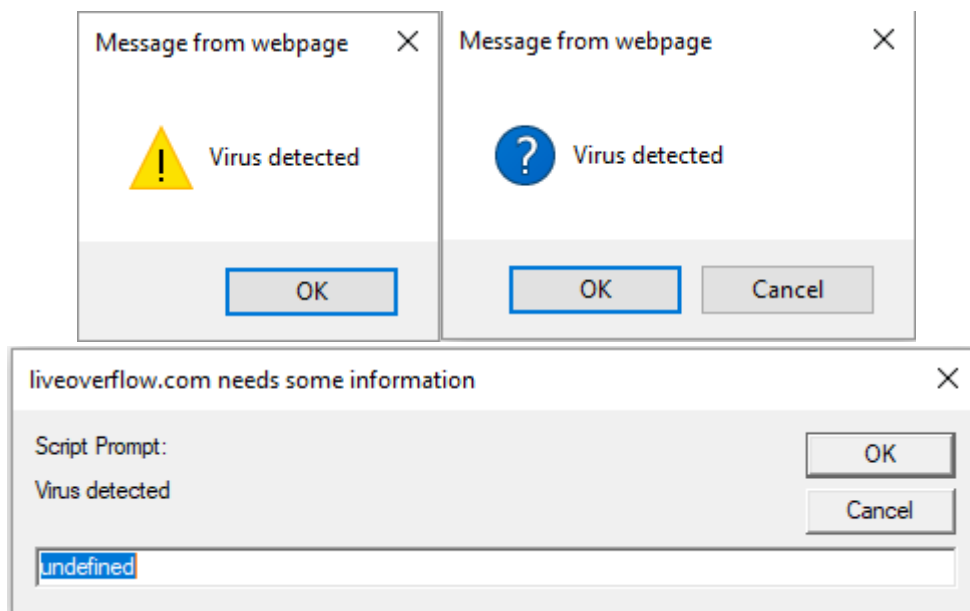 Message from webpage
Virus detected
OK
Message from webpage
Virus detected
OK Cancel
liveoverflow.com needs some information
Script Prompt:
OK
Virus detected
Cancel
undefined